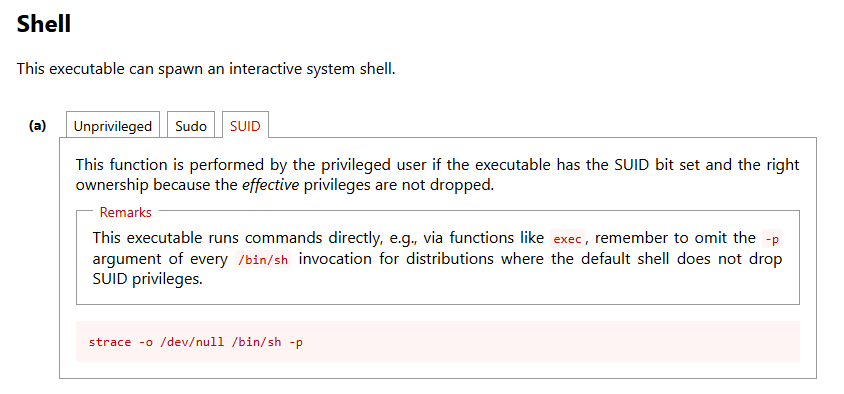 Shell
This executable can spawn an interactive system shell.
(a) Unprivileged Sudo SUID
This function is performed by the privileged user if the executable has the SUID bit set and the right
ownership because the effective privileges are not dropped.
Remarks
This executable runs commands directly, e.g., via functions like exec, remember to omit the -p
argument of every /bin/sh invocation for distributions where the default shell does not drop
SUID privileges.
strace -o /dev/null /bin/sh -p